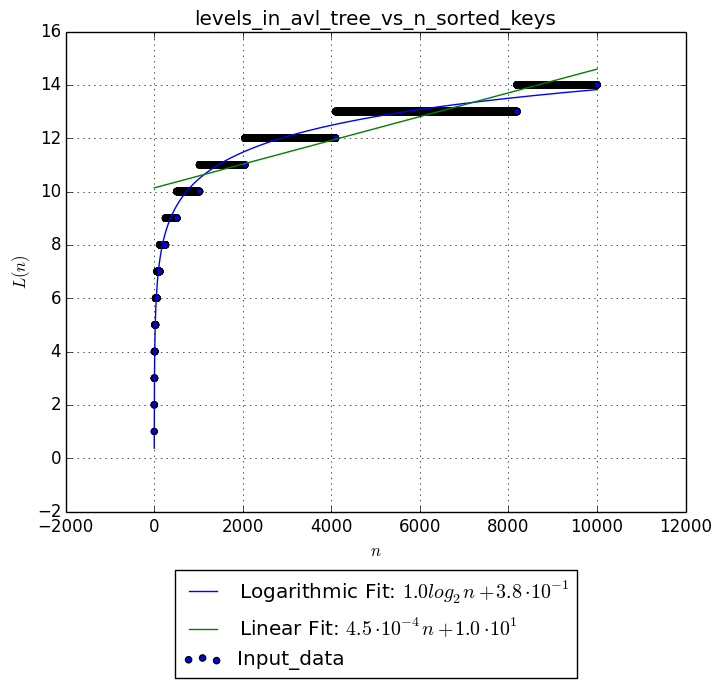 levels_in_avl_tree_vs_n_sorted_keys
16
14
12
10
8
6
4
2
0
−2
L(n)
−2000 0 2000 4000 6000 8000 10000 12000
n
Logarithmic Fit: 1.0log₂n+3.8·10⁻¹
Linear Fit: 4.5·10⁻⁴n+1.0·10¹
Input_data